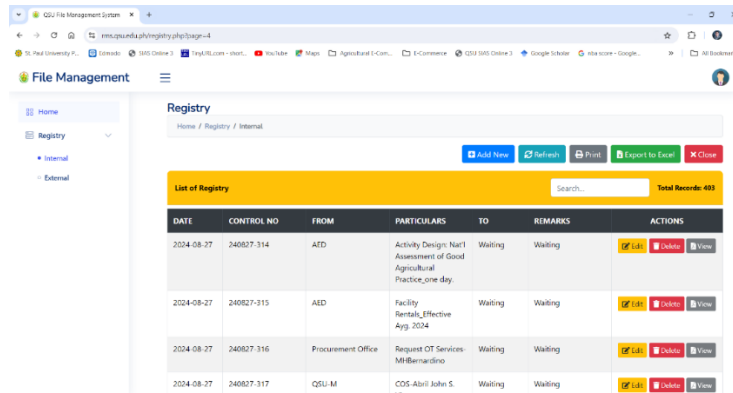 QSU File Management System
rms.qsu.edu.ph/registry.php?page=4
St. Paul University P... Edmodo SIAS Online 3 TinyURL.com - short... YouTube Maps Agricultural E-Com... E-Commerce QSU SIAS Online 3 Google Scholar nba score - Google... All Bookmar
File Management
Home
Registry
Internal
External
Registry
Home / Registry / Internal
Add New Refresh Print Export to Excel Close
List of Registry Search... Total Records: 403
DATE CONTROL NO FROM PARTICULARS TO REMARKS ACTIONS
2024-08-27 240827-314 AED Activity Design: Nat'l Waiting Waiting Edit Delete View
Assessment of Good
Agricultural
Practice_one day.
2024-08-27 240827-315 AED Facility Waiting Waiting Edit Delete View
Rentals_Effective
Ayg. 2024
2024-08-27 240827-316 Procurement Office Request OT Services- Waiting Waiting Edit Delete View
MHBernardino
2024-08-27 240827-317 QSU-M COS-Abril John S. Waiting Waiting Edit Delete View